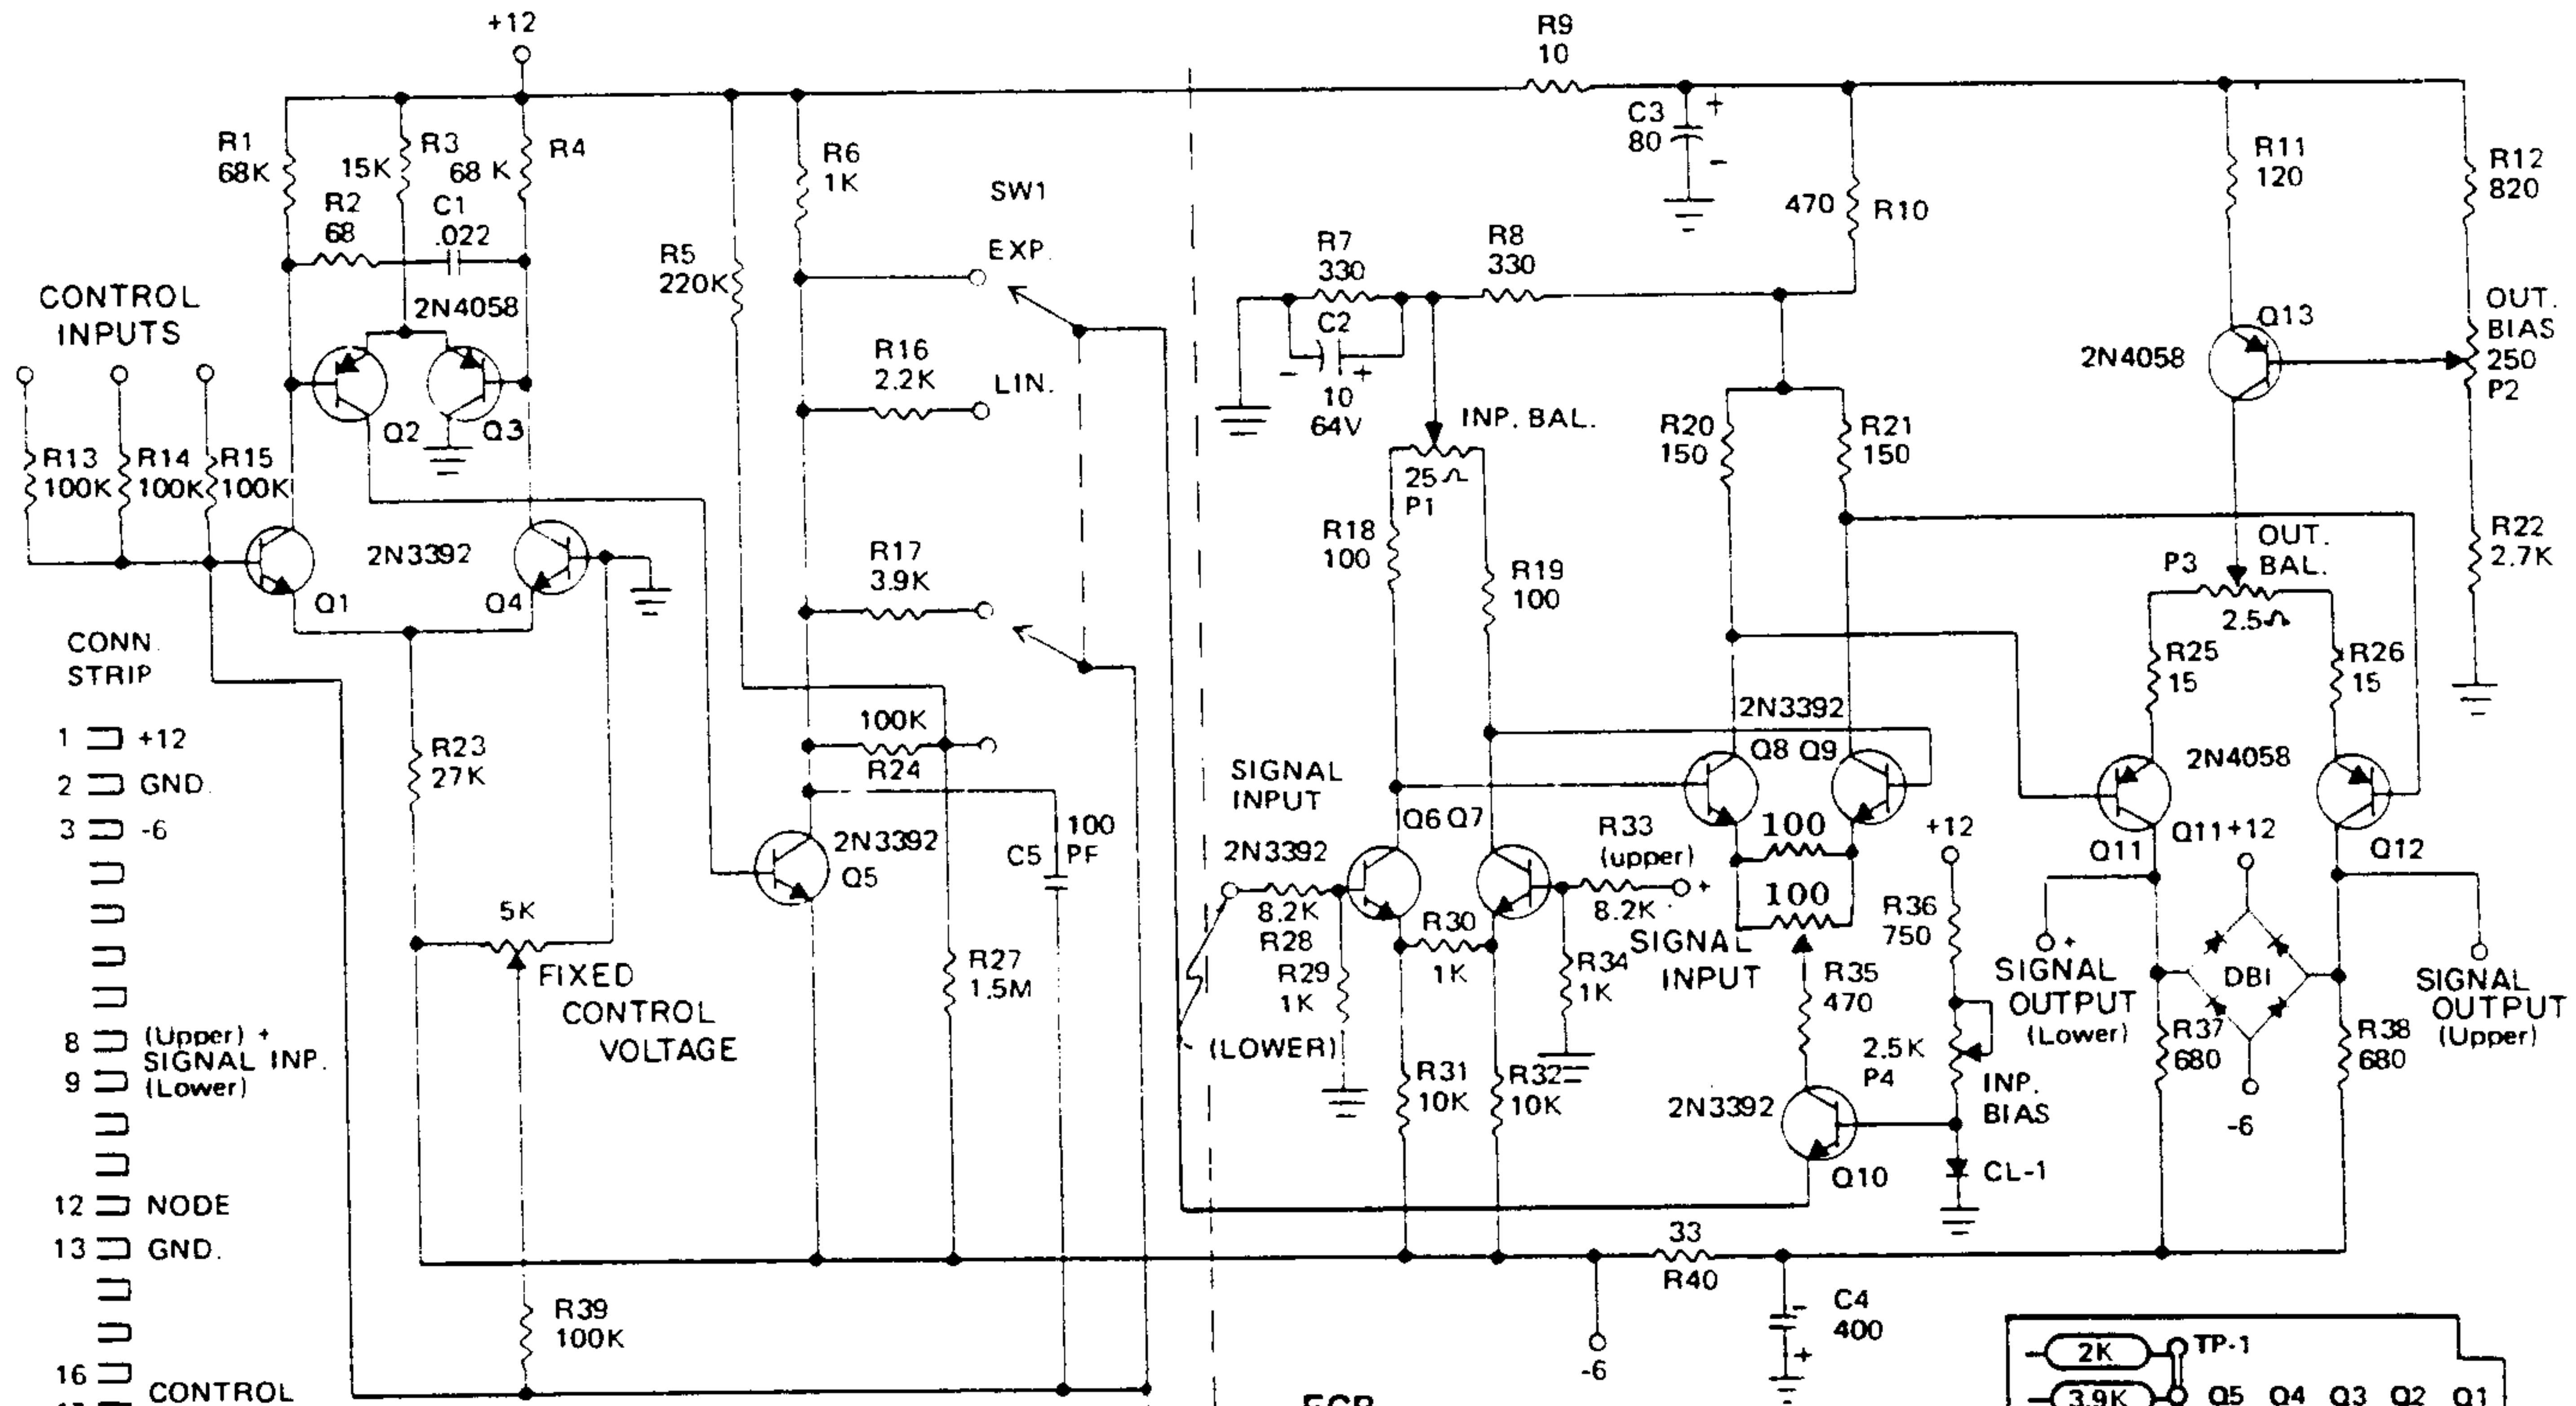 +12
R9
10
R1
68K
R3
15K
68 K
R4
R2
68
C1
.022
R6
1K
SW1
EXP.
C3
80
+
-
470
R10
R11
120
R12
820
R5
220K
R7
330
R8
330
C2
-
+
10
64V
CONTROL
INPUTS
2N4058
Q2
Q3
R16
2.2K
LIN.
INP. BAL.
25
P1
R20
150
R21
150
Q13
2N4058
OUT.
BIAS
250
P2
R13
100K
R14
100K
R15
100K
2N3392
Q1
Q4
R17
3.9K
R18
100
R19
100
OUT.
BAL.
P3
2.5
R22
2.7K
R25
15
R26
15
CONN.
STRIP
1 +12
2 GND.
3 -6
8 (Upper) +
SIGNAL INP.
9 (Lower)
12 NODE
13 GND.
16
CONTROL
R23
27K
100K
R24
2N3392
Q5
C5
100
PF
5K
FIXED
CONTROL
VOLTAGE
R27
1.5M
R39
100K
SIGNAL
INPUT
2N3392
8.2K
R28
R29
1K
(LOWER)
Q6 Q7
R30
1K
R31
10K
R32
10K
R33
(upper)
+
8.2K
R34
1K
SIGNAL
INPUT
2N3392
Q8 Q9
100
100
R35
470
2N3392
Q10
+12
R36
750
2.5K
P4
INP.
BIAS
CL-1
2N4058
Q11
Q11+12
Q12
+
SIGNAL
OUTPUT
(Lower)
DB1
-6
SIGNAL
OUTPUT
(Upper)
R37
680
R38
680
33
R40
-6
C4
400
-
+
2K
TP-1
3.9K
Q5 Q4 Q3 Q2 Q1